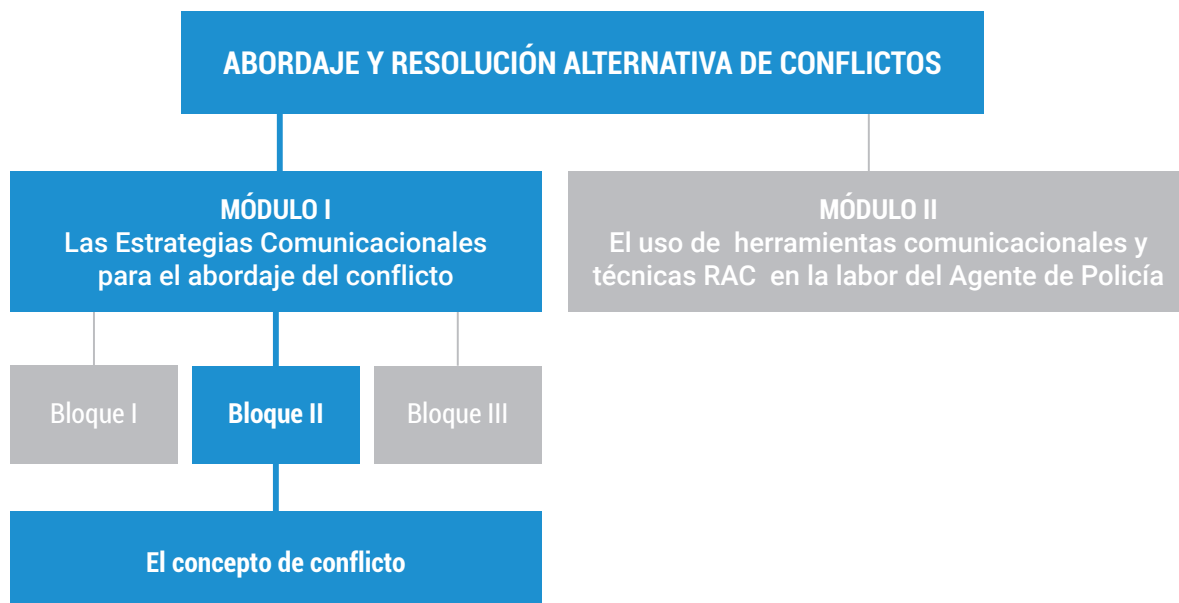 ABORDAJE Y RESOLUCIÓN ALTERNATIVA DE CONFLICTOS
MÓDULO I
Las Estrategias Comunicacionales
para el abordaje del conflicto
MÓDULO II
El uso de herramientas comunicacionales y
técnicas RAC en la labor del Agente de Policía
Bloque I
Bloque II
Bloque III
El concepto de conflicto